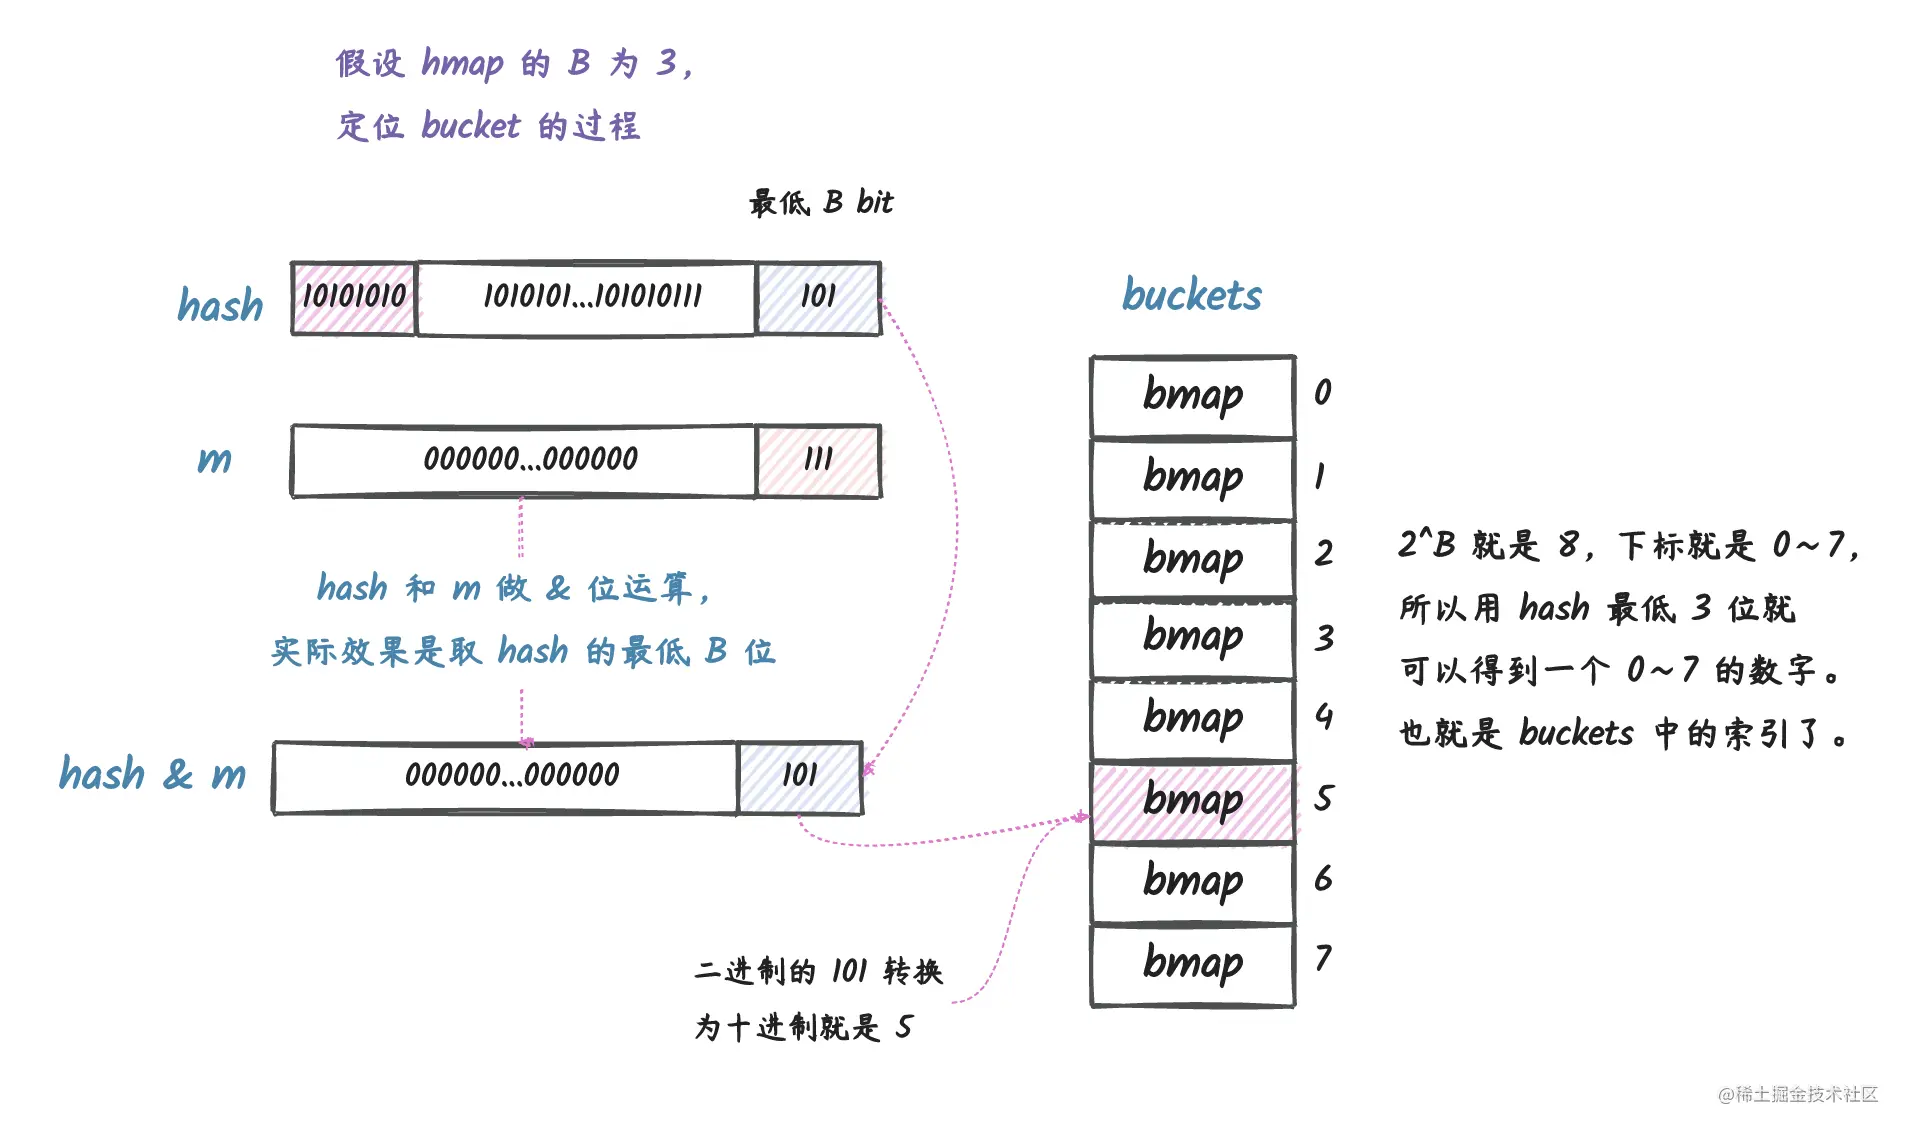 假设 hmap 的 B 为 3，
定位 bucket 的过程
最低 B bit
hash
10101010
1010101...101010111
101
m
000000...000000
111
hash 和 m 做 & 位运算，
实际效果是取 hash 的最低 B 位
hash & m
000000...000000
101
二进制的 101 转换
为十进制就是 5
buckets
bmap 0
bmap 1
bmap 2
bmap 3
bmap 4
bmap 5
bmap 6
bmap 7
2^B 就是 8，下标就是 0~7，
所以用 hash 最低 3 位就
可以得到一个 0~7 的数字。
也就是 buckets 中的索引了。
@稀土掘金技术社区